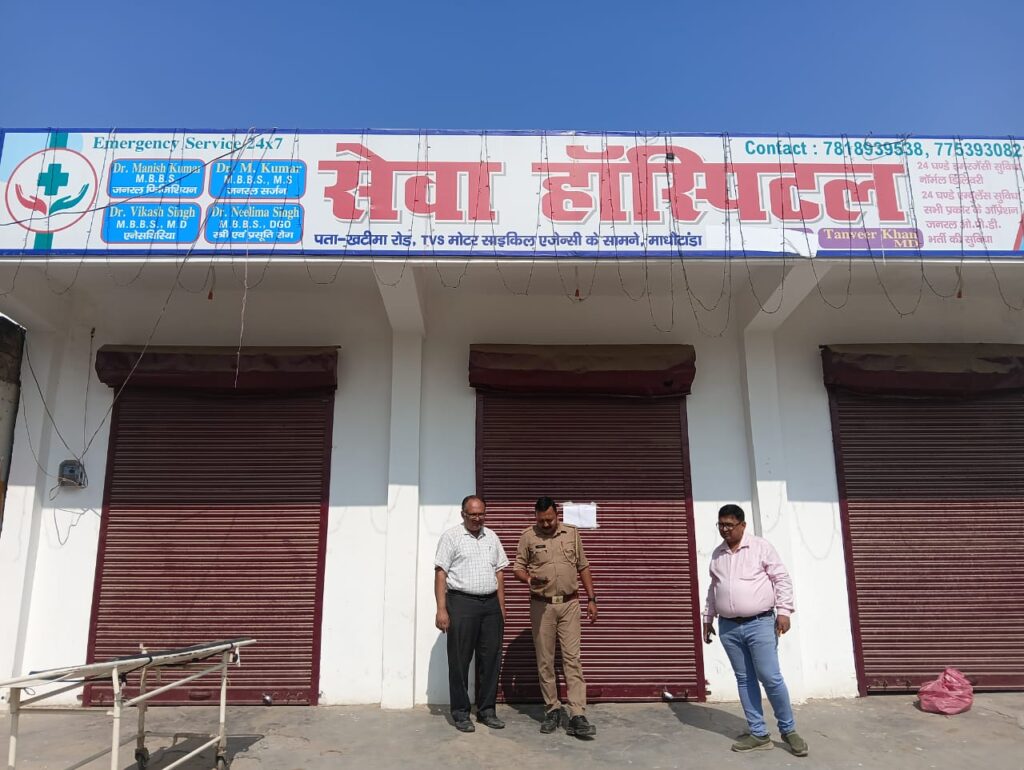 Emergency Service 24x7
Dr. Manish Kumar
M.B.B.S.
जनरल फिजिशियन
Dr. M. Kumar
M.B.B.S., M.S
जनरल सर्जन
Dr. Vikash Singh
M.B.B.S., M.D
एनेसथिसिया
Dr. Neelima Singh
M.B.B.S., DGO
स्त्री एवं प्रसूति रोग
सेवा हॉस्पिटल
पता-खटीमा रोड़, TVS मोटर साइकिल एजेन्सी के सामने, माधौटांडा
Contact : 7818939538, 775393082
24 घण्डे इमरजेंसी सुविध
नॉर्मल डिलिवरी
24 घण्डे एम्बुलैंस सुविध
सभी प्रकार के ऑप्रेशन
जनरल ओ.पी.डी.
भर्ती की सुविध
Tanveer Khan
MD